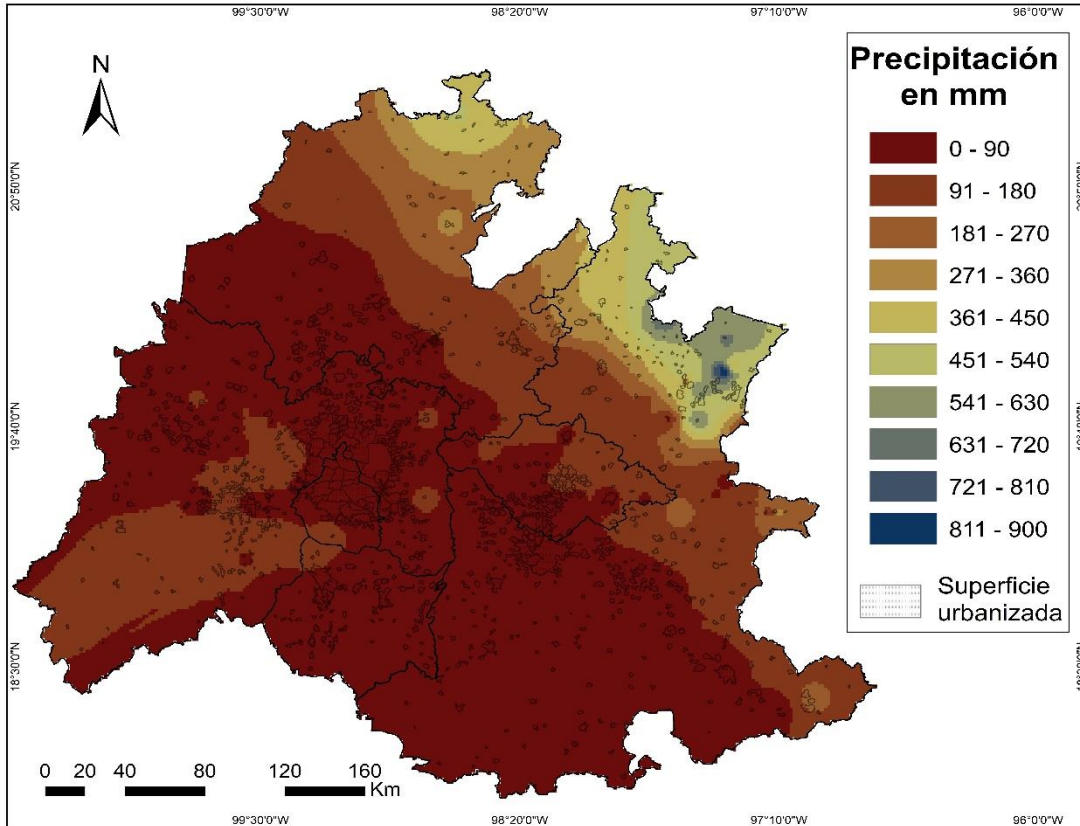 99°30'0"W 98°20'0"W 97°10'0"W 96°0'0"W
N
Precipitación
en mm
0 - 90
91 - 180
181 - 270
271 - 360
361 - 450
451 - 540
541 - 630
631 - 720
721 - 810
811 - 900
Superficie
urbanizada
20°50'0"N
19°40'0"N
18°30'0"N
0 20 40 80 120 160
Km
99°30'0"W 98°20'0"W 97°10'0"W 96°0'0"W